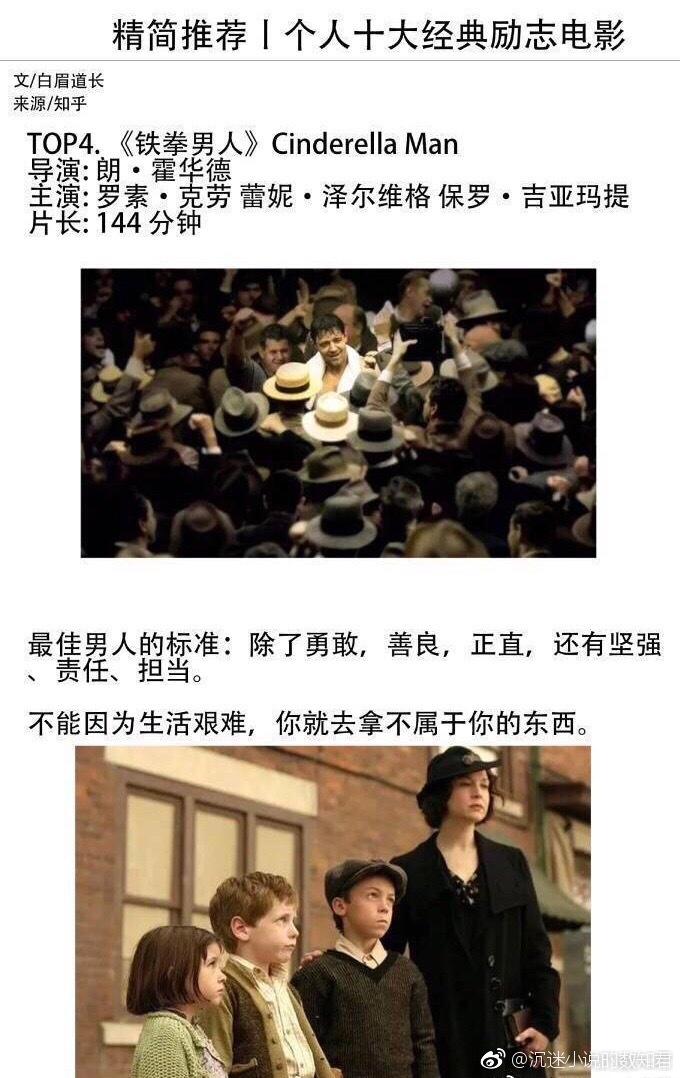 精简推荐丨个人十大经典励志电影
文/白眉道长
来源/知乎
TOP4.《铁拳男人》Cinderella Man
导演: 朗·霍华德
主演: 罗素·克劳 蕾妮·泽尔维格 保罗·吉亚玛提
片长: 144 分钟
最佳男人的标准：除了勇敢，善良，正直，还有坚强
、责任、担当。
不能因为生活艰难，你就去拿不属于你的东西。
@沉迷小说的数知君